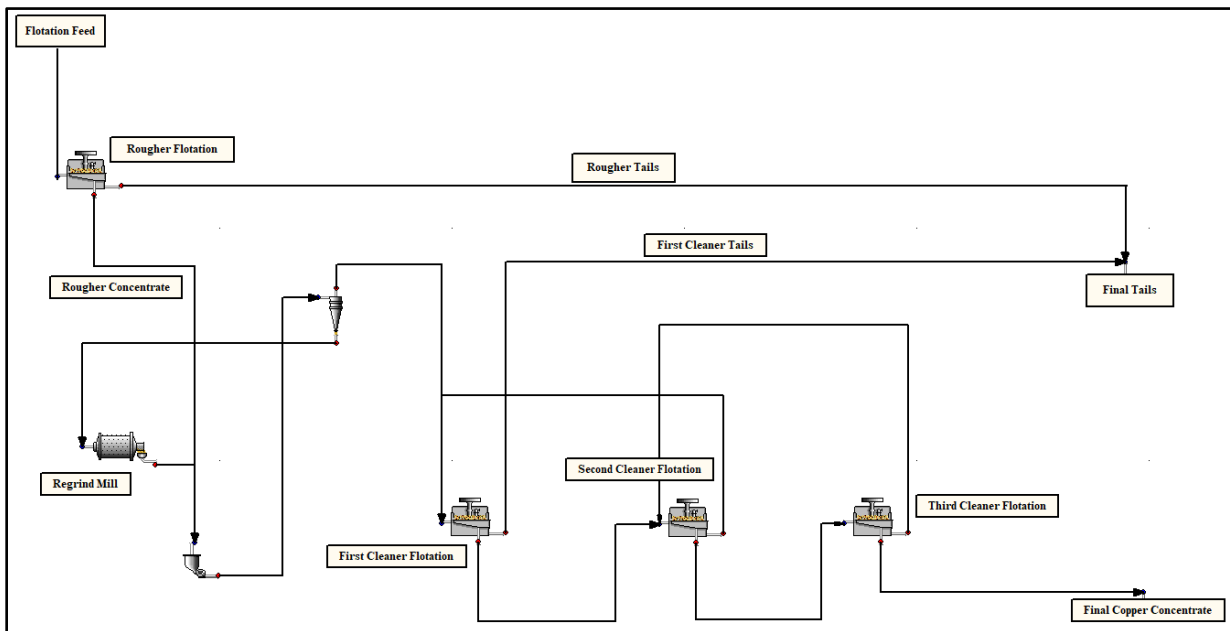 Flotation Feed
Rougher Flotation
Rougher Tails
First Cleaner Tails
Rougher Concentrate
Final Tails
Second Cleaner Flotation
Regrind Mill
Third Cleaner Flotation
First Cleaner Flotation
Final Copper Concentrate